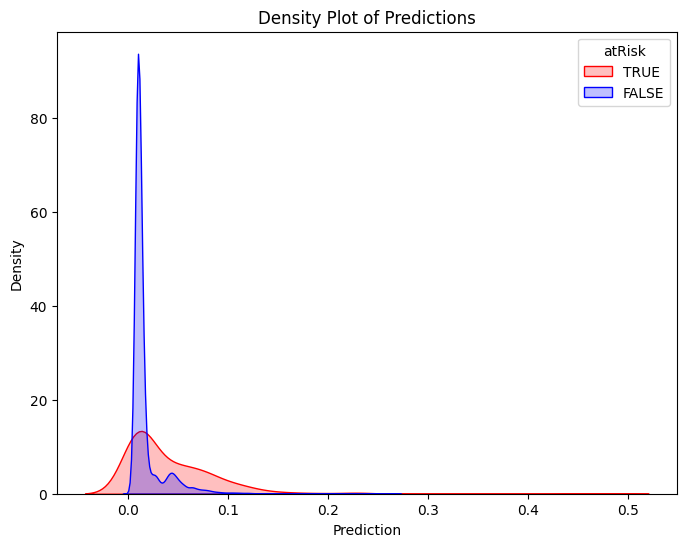 Density Plot of Predictions
atRisk
TRUE
FALSE
80
60
40
20
0
Density
0.0 0.1 0.2 0.3 0.4 0.5
Prediction